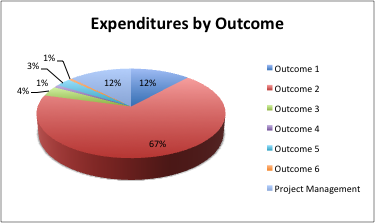 Expenditures by Outcome
1%
3%
1%
4%
12%
12%
67%
Outcome 1
Outcome 2
Outcome 3
Outcome 4
Outcome 5
Outcome 6
Project Management